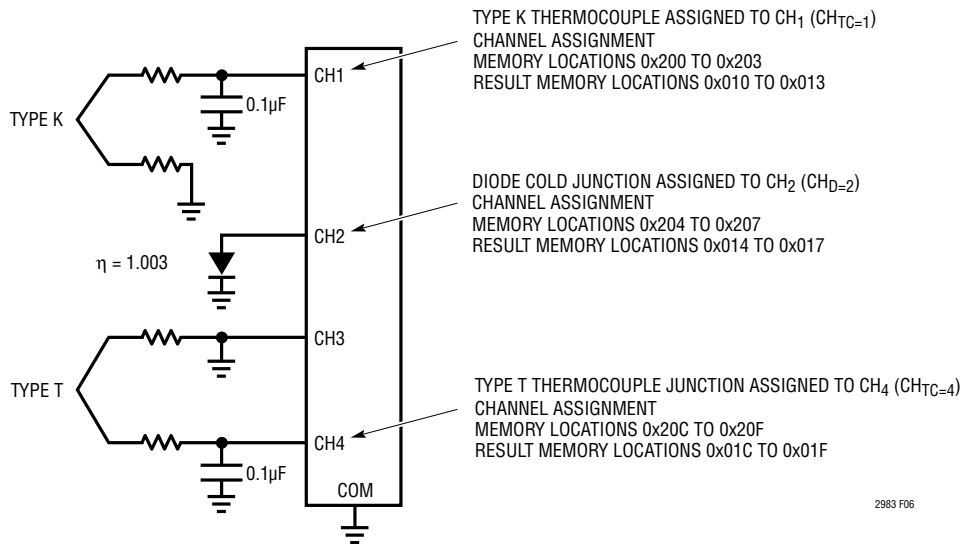 TYPE K THERMOCOUPLE ASSIGNED TO CH1 (CHTC=1)
CHANNEL ASSIGNMENT
MEMORY LOCATIONS 0x200 TO 0x203
RESULT MEMORY LOCATIONS 0x010 TO 0x013
CH1
0.1µF
TYPE K
DIODE COLD JUNCTION ASSIGNED TO CH2 (CHD=2)
CHANNEL ASSIGNMENT
MEMORY LOCATIONS 0x204 TO 0x207
RESULT MEMORY LOCATIONS 0x014 TO 0x017
CH2
η = 1.003
CH3
TYPE T
TYPE T THERMOCOUPLE JUNCTION ASSIGNED TO CH4 (CHTC=4)
CHANNEL ASSIGNMENT
MEMORY LOCATIONS 0x20C TO 0x20F
RESULT MEMORY LOCATIONS 0x01C TO 0x01F
CH4
0.1µF
COM
2983 F06